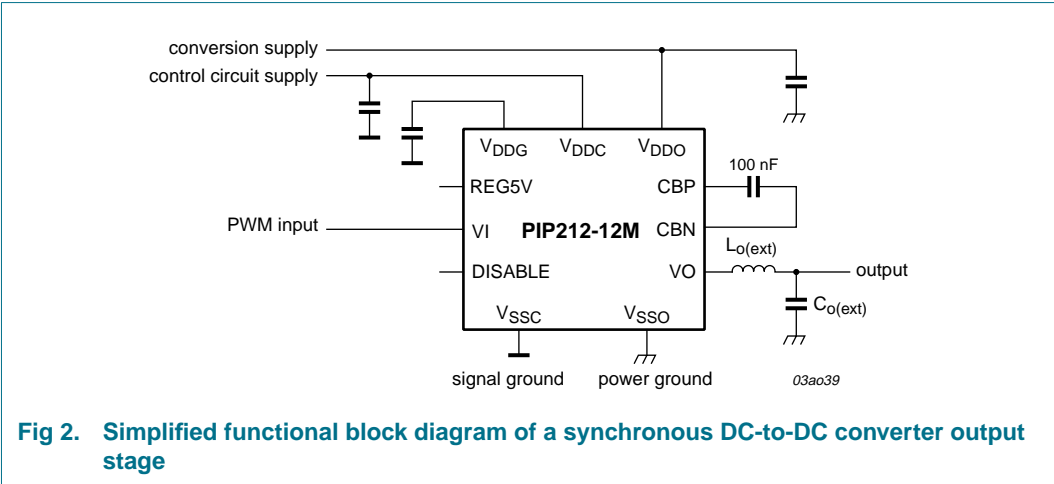 conversion supply
control circuit supply
VDDG VDDC VDDO
100 nF
REG5V CBP
PWM input VI PIP212-12M CBN
Lo(ext)
DISABLE VO output
Co(ext)
VSSC VSSO
signal ground power ground 03ao39
Fig 2. Simplified functional block diagram of a synchronous DC-to-DC converter output
stage